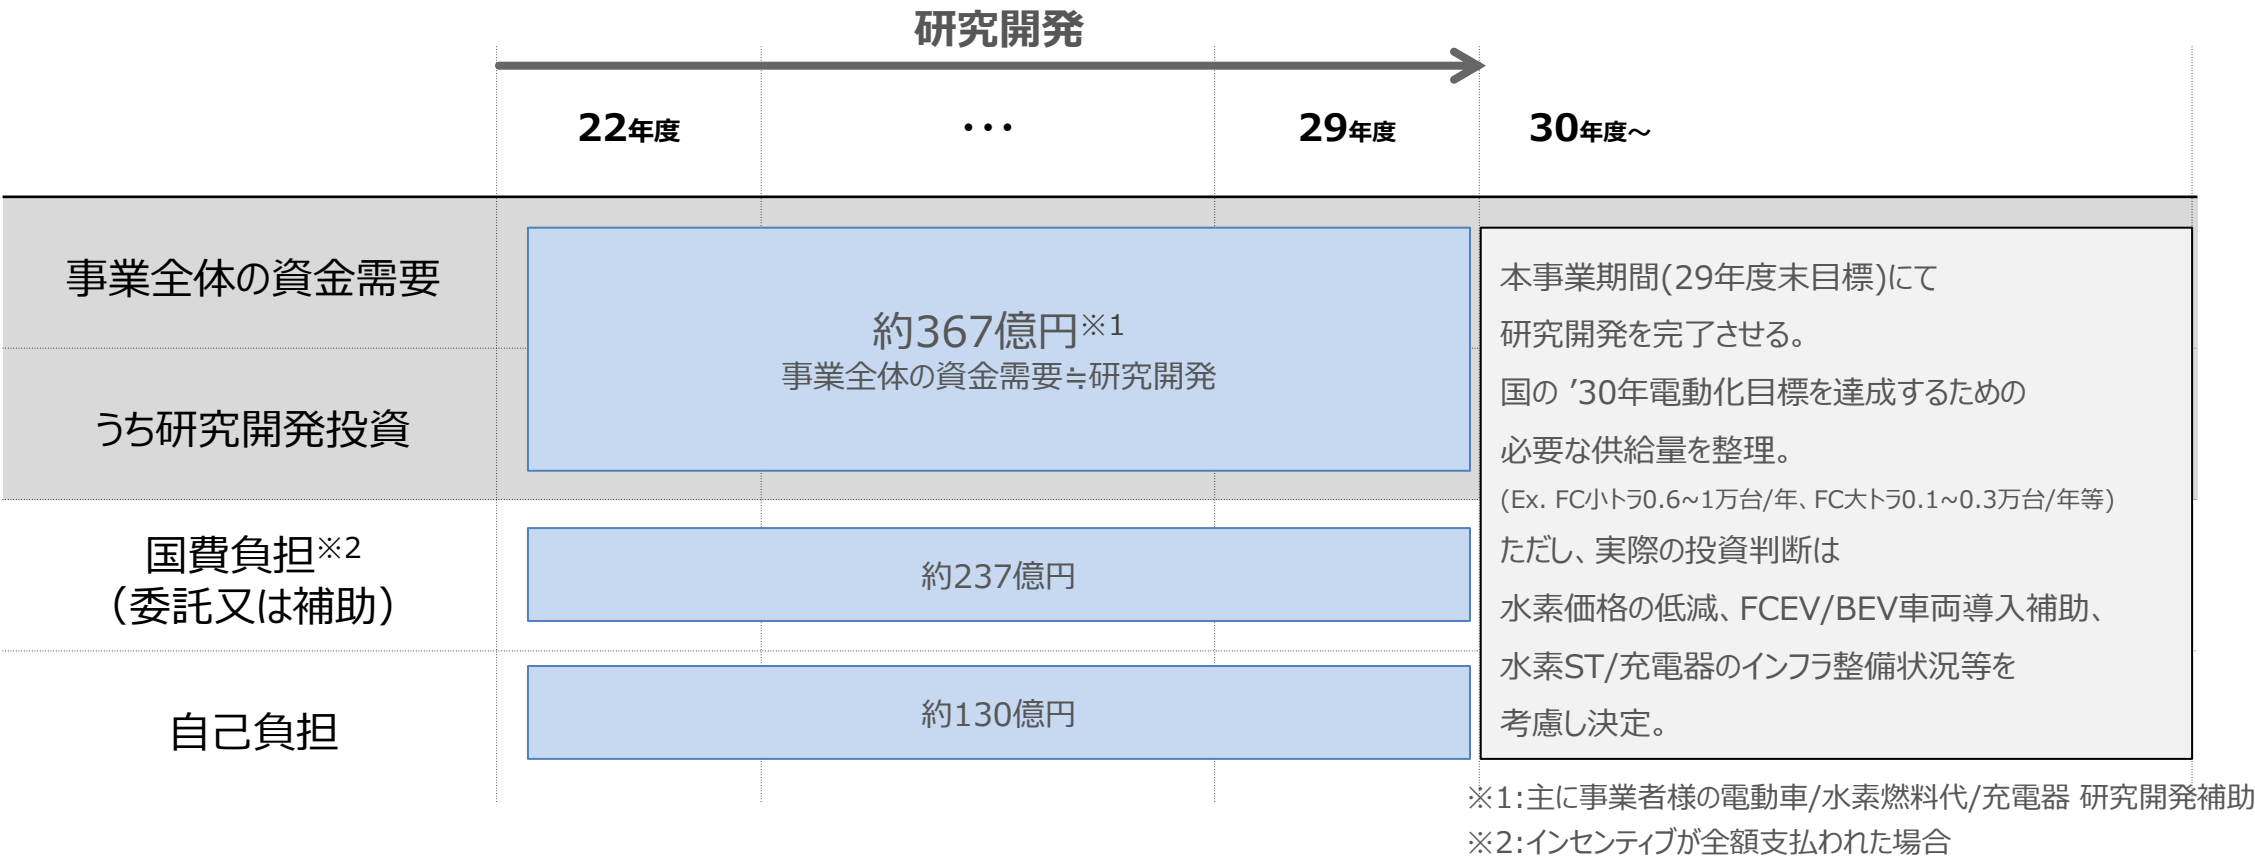 研究開発
22年度
･･･
29年度
30年度～
事業全体の資金需要
うち研究開発投資
約367億円※1
事業全体の資金需要≒研究開発
国費負担※2
（委託又は補助）
約237億円
自己負担
約130億円
本事業期間(29年度末目標)にて
研究開発を完了させる。
国の ’30年電動化目標を達成するための
必要な供給量を整理。
(Ex. FC小トラ0.6~1万台/年、FC大トラ0.1~0.3万台/年等)
ただし、実際の投資判断は
水素価格の低減、FCEV/BEV車両導入補助、
水素ST/充電器のインフラ整備状況等を
考慮し決定。
※1:主に事業者様の電動車/水素燃料代/充電器 研究開発補助
※2:インセンティブが全額支払われた場合